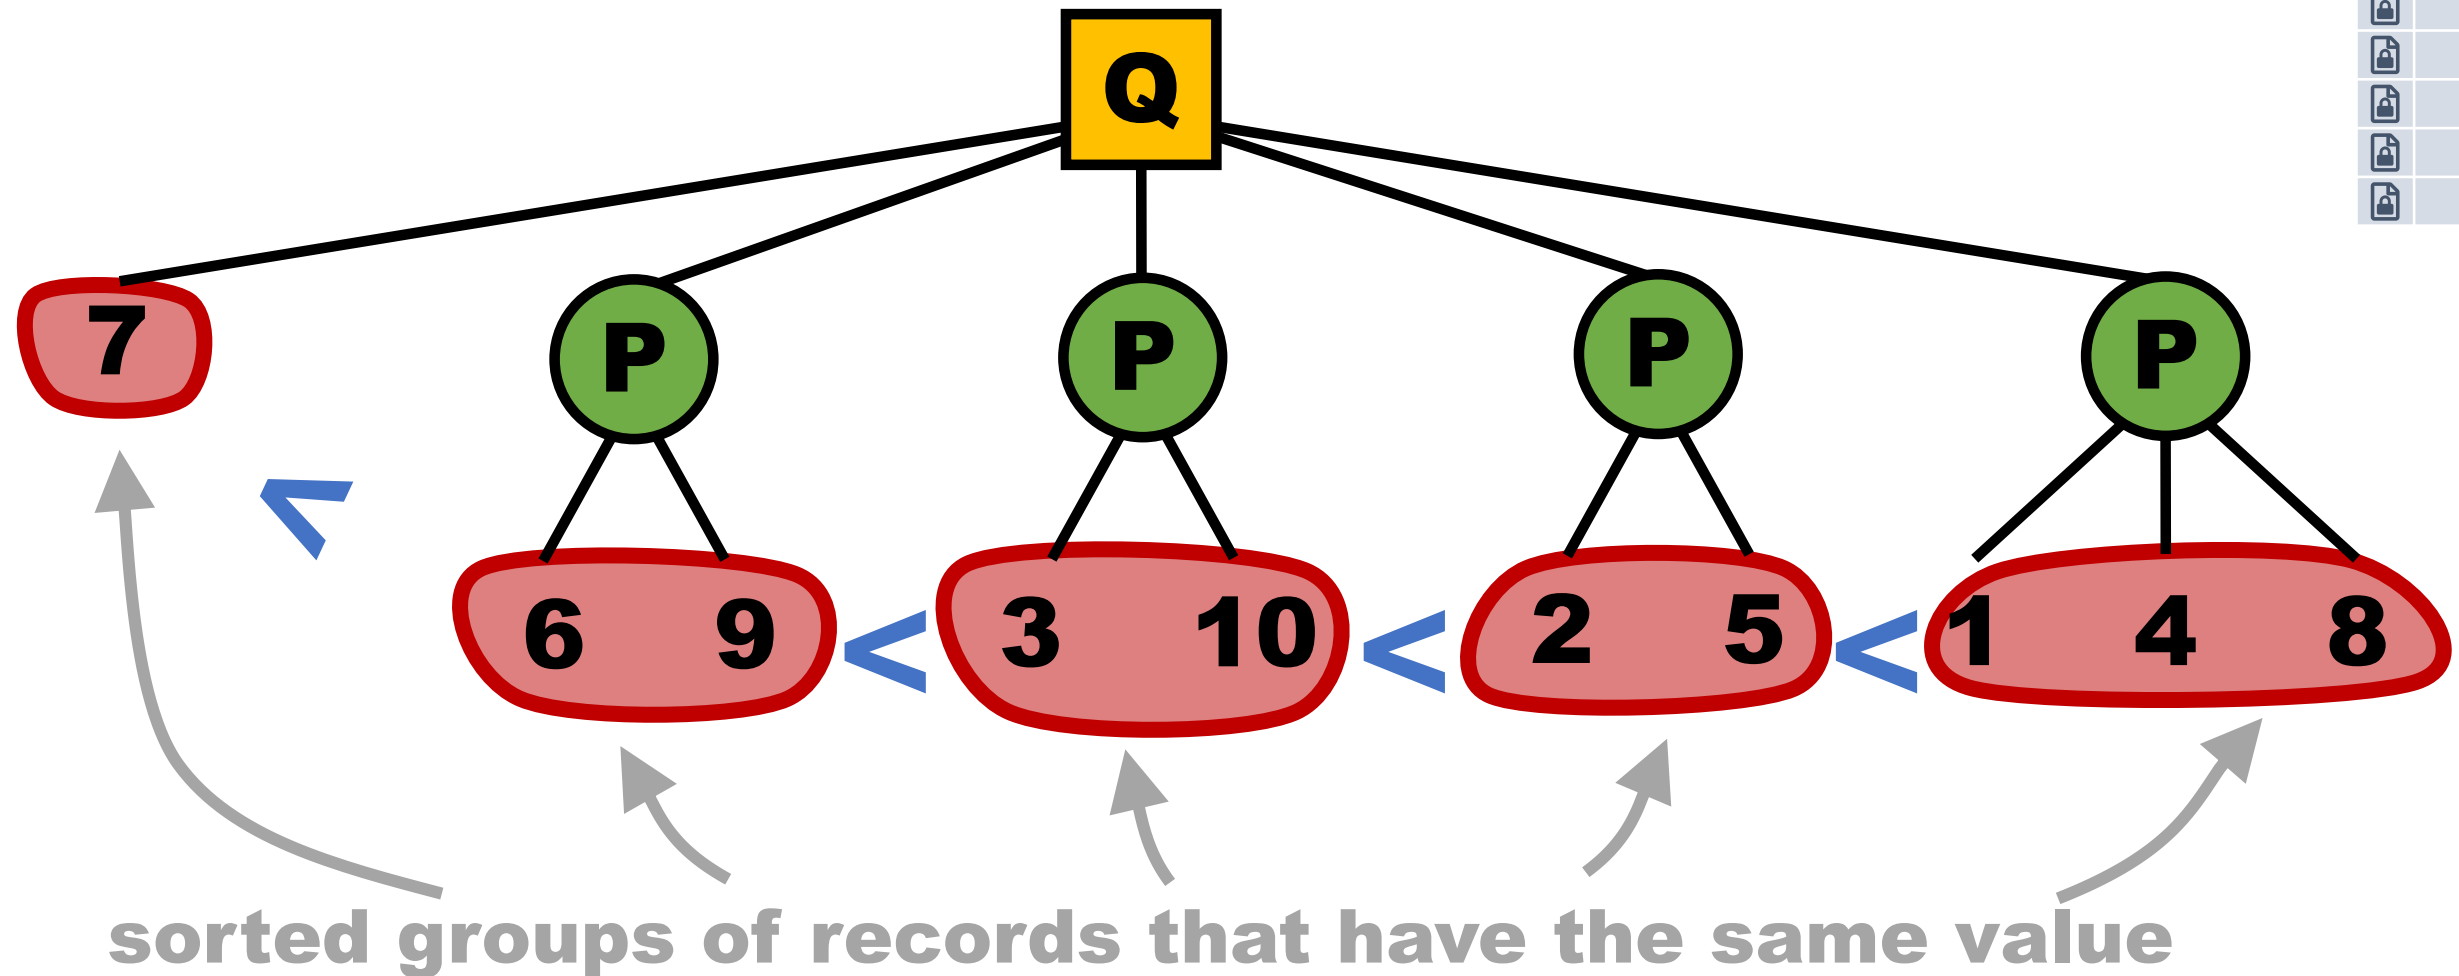 Q
7 P P P P
<
6 9 < 3 10 < 2 5 < 1 4 8
sorted groups of records that have the same value